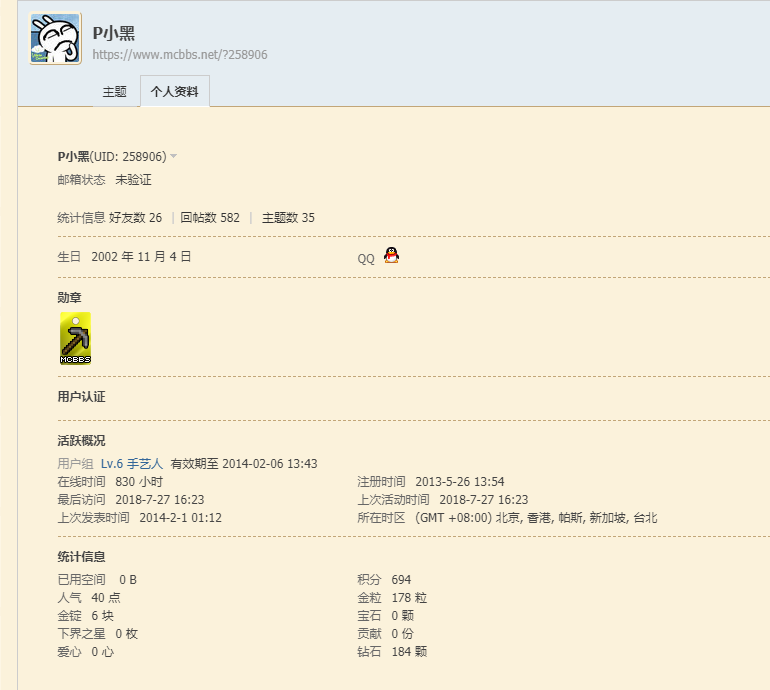 P小黑
https://www.mcbbs.net/?258906
主题 个人资料
P小黑(UID: 258906)
邮箱状态 未验证
统计信息 好友数 26 | 回帖数 582 | 主题数 35
生日 2002 年 11 月 4 日 QQ
勋章
MCBBS
用户认证
活跃概况
用户组 Lv.6 手艺人 有效期至 2014-02-06 13:43
在线时间 830 小时 注册时间 2013-5-26 13:54
最后访问 2018-7-27 16:23 上次活动时间 2018-7-27 16:23
上次发表时间 2014-2-1 01:12 所在时区 (GMT +08:00) 北京, 香港, 帕斯, 新加坡, 台北
统计信息
已用空间 0 B 积分 694
人气 40 点 金粒 178 粒
金锭 6 块 宝石 0 颗
下界之星 0 枚 贡献 0 份
爱心 0 心 钻石 184 颗